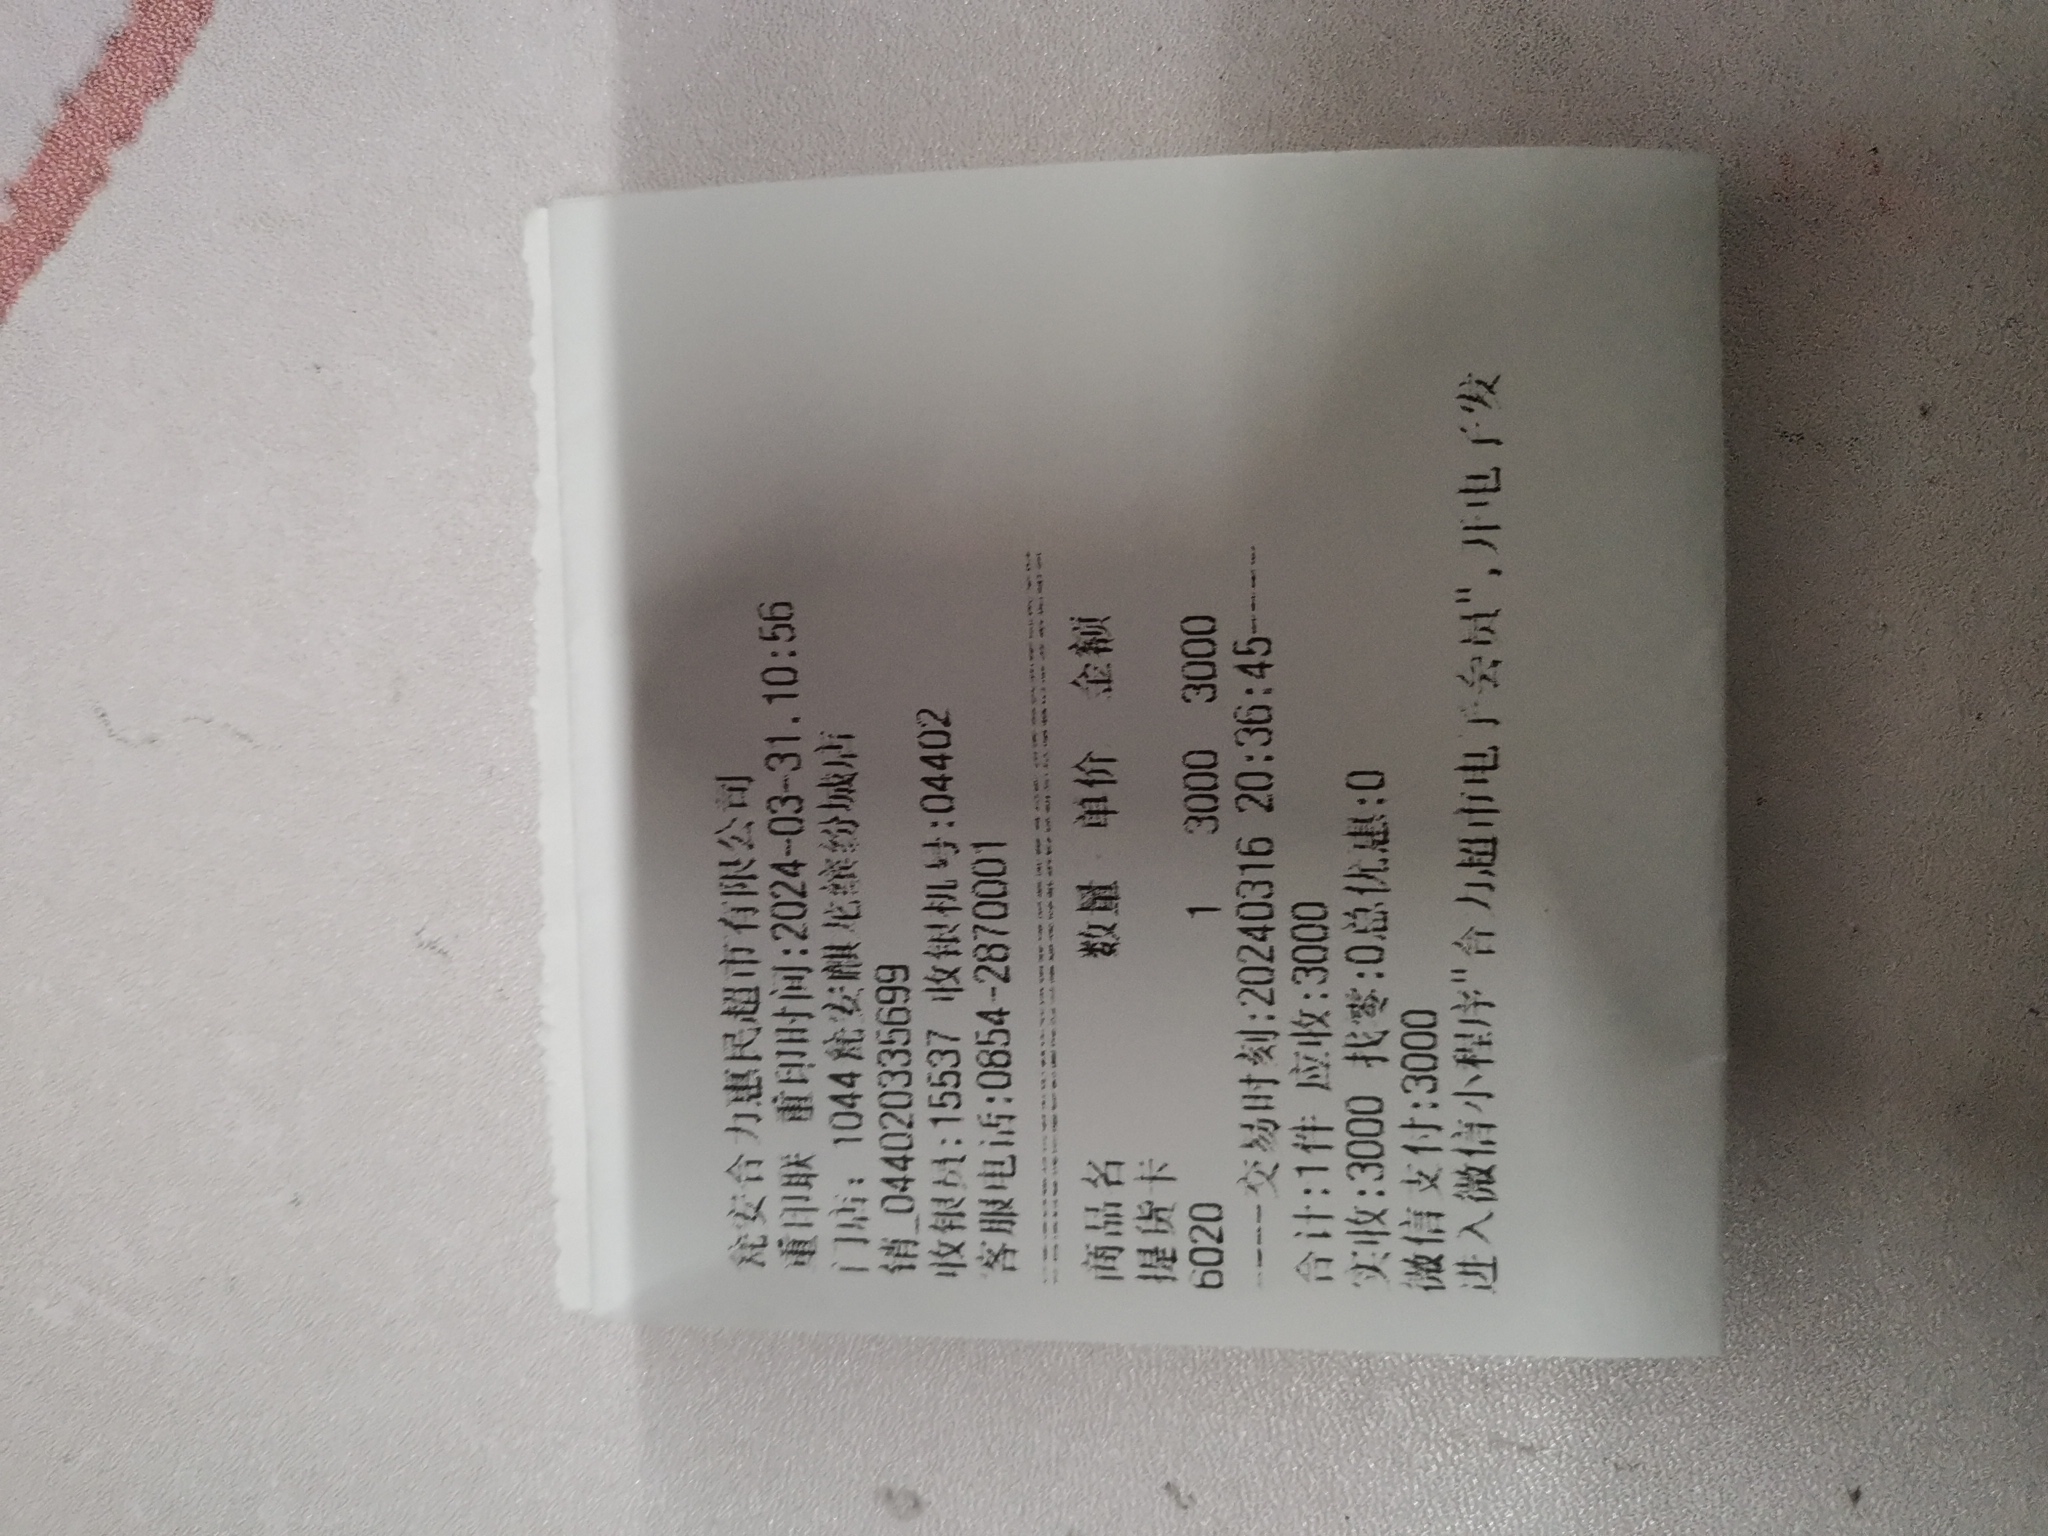 瓮安合力惠民超市有限公司
重印联 重印时间:2024-03-31.10:56
门店: 1044瓮安麒龙缤纷城店
销_044020335699
收银员:15537 收银机号:04402
客服电话:0854-2870001
================================
商品名 数量 单价 金额
提货卡
6020 1 3000 3000
----交易时刻:20240316 20:36:45----
合计:1件 应收:3000
实收:3000 找零:0总优惠:0
微信支付:3000
进入微信小程序"合力超市电子会员",开电子发